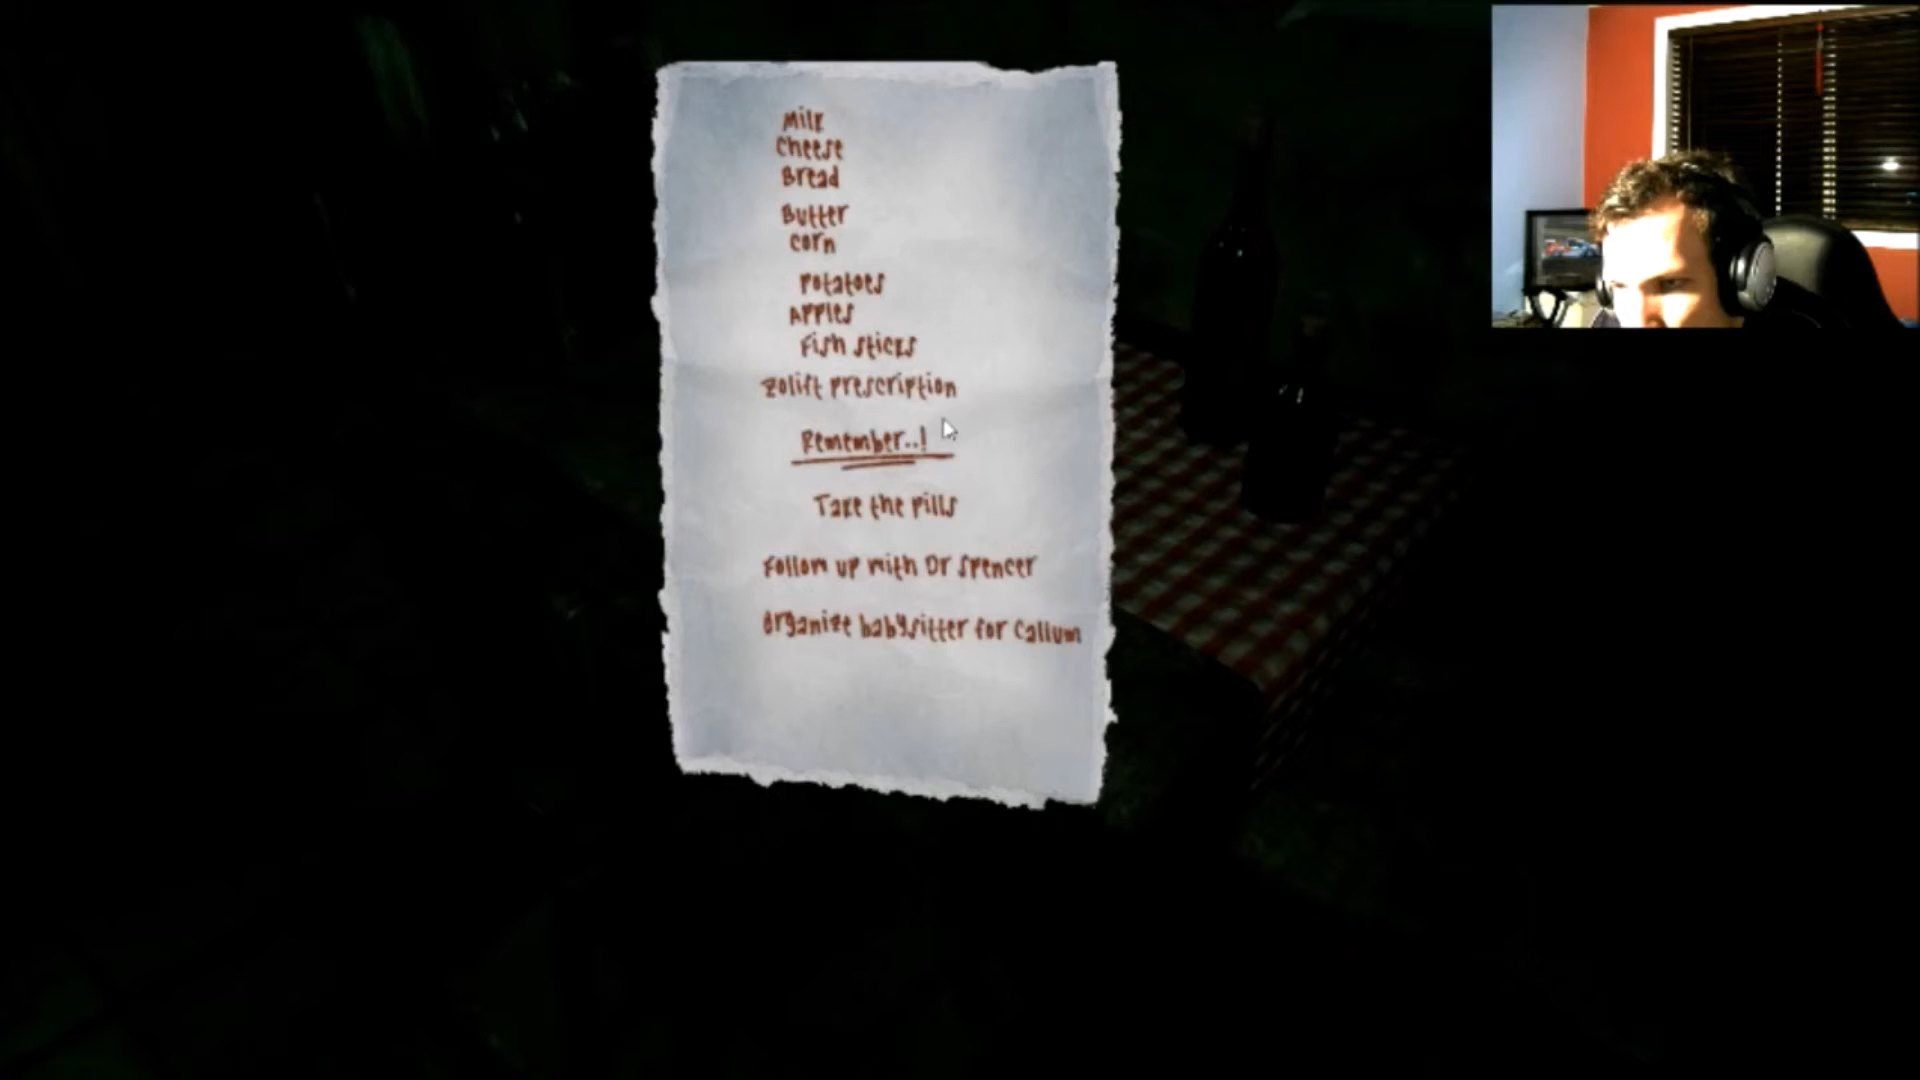 Milk
Cheese
Bread
Butter
corn
Potatoes
Apples
Fish sticks
Zolift prescription
Remember..!
Take the pills
Follow up with Dr Spencer
Organize babysitter for Callum